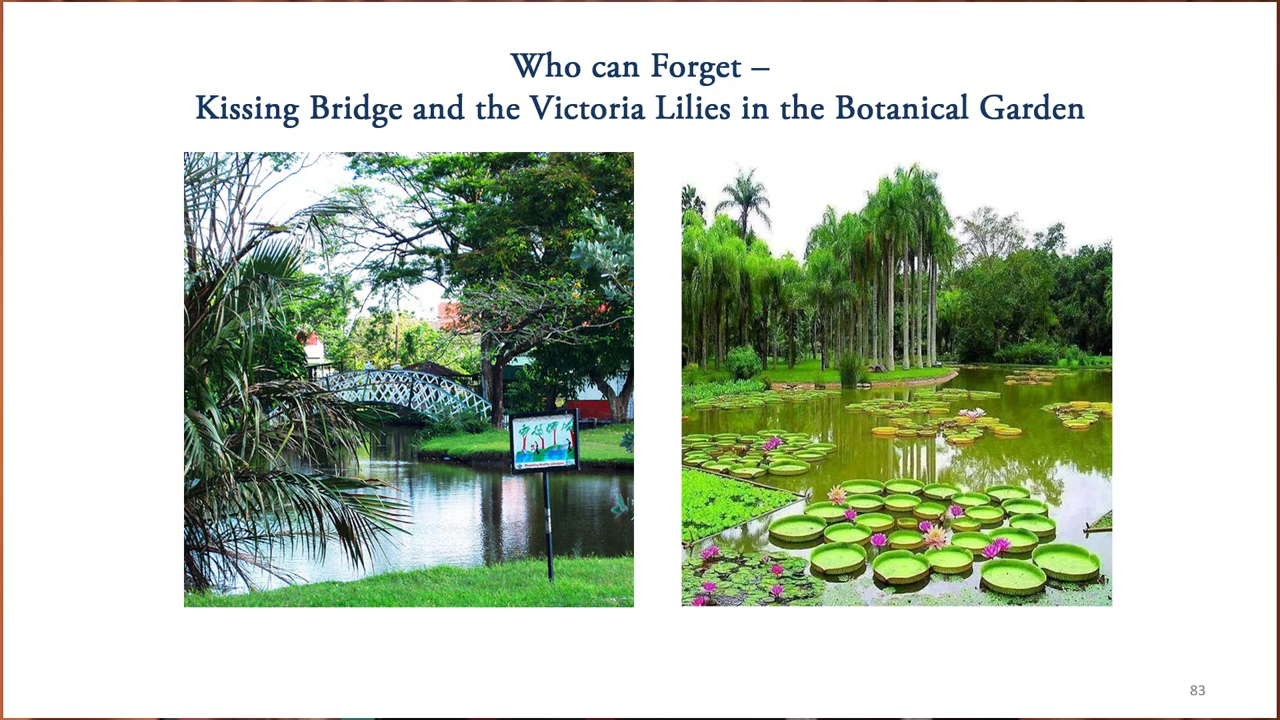 Who can Forget –
Kissing Bridge and the Victoria Lilies in the Botanical Garden
83